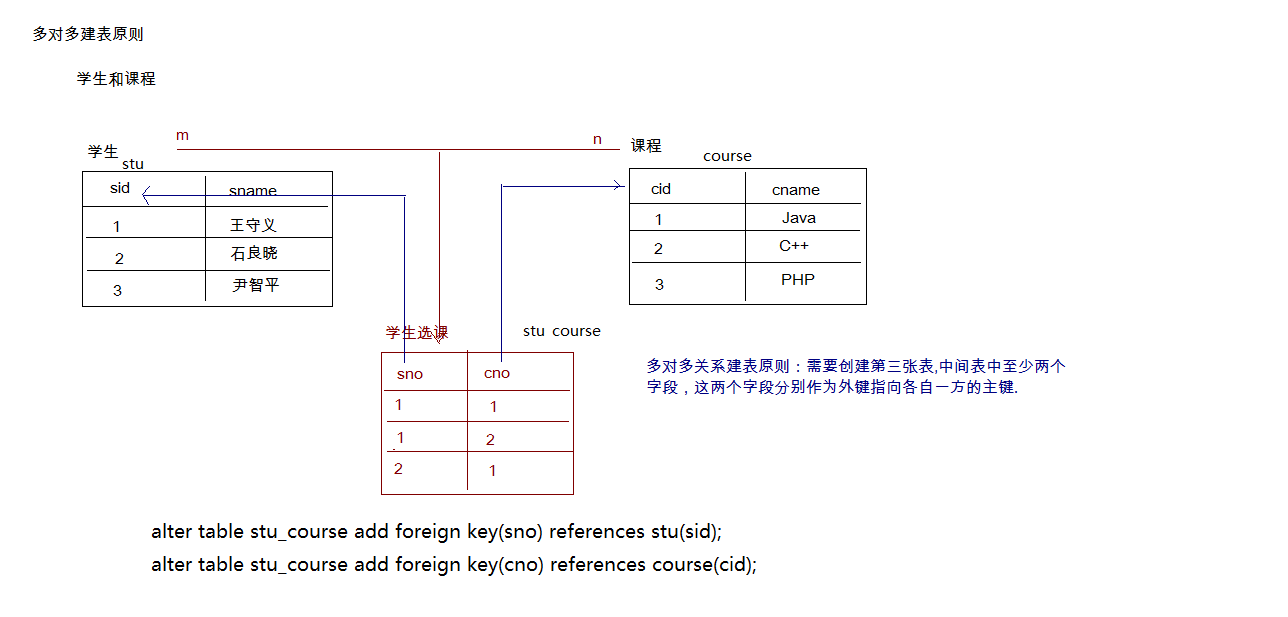 多对多建表原则
学生和课程
m
n
学生
stu
课程
course
sid sname
1 王守义
2 石良晓
3 尹智平
cid cname
1 Java
2 C++
3 PHP
学生选课
stu course
sno cno
1 1
1 2
2 1
多对多关系建表原则：需要创建第三张表,中间表中至少两个
字段，这两个字段分别作为外键指向各自一方的主键.
alter table stu_course add foreign key(sno) references stu(sid);
alter table stu_course add foreign key(cno) references course(cid);